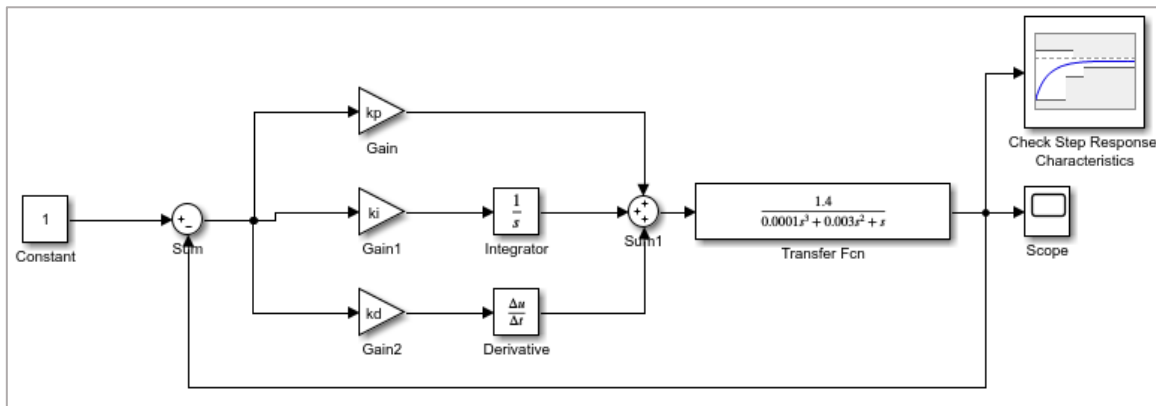 Check Step Response
Characteristics
kp
Gain
1
Constant
+
−
Sum
ki
Gain1
1
s
Integrator
+
+
+
Sum1
1.4
0.0001s³ + 0.003s² + s
Transfer Fcn
Scope
kd
Gain2
Δu
Δt
Derivative